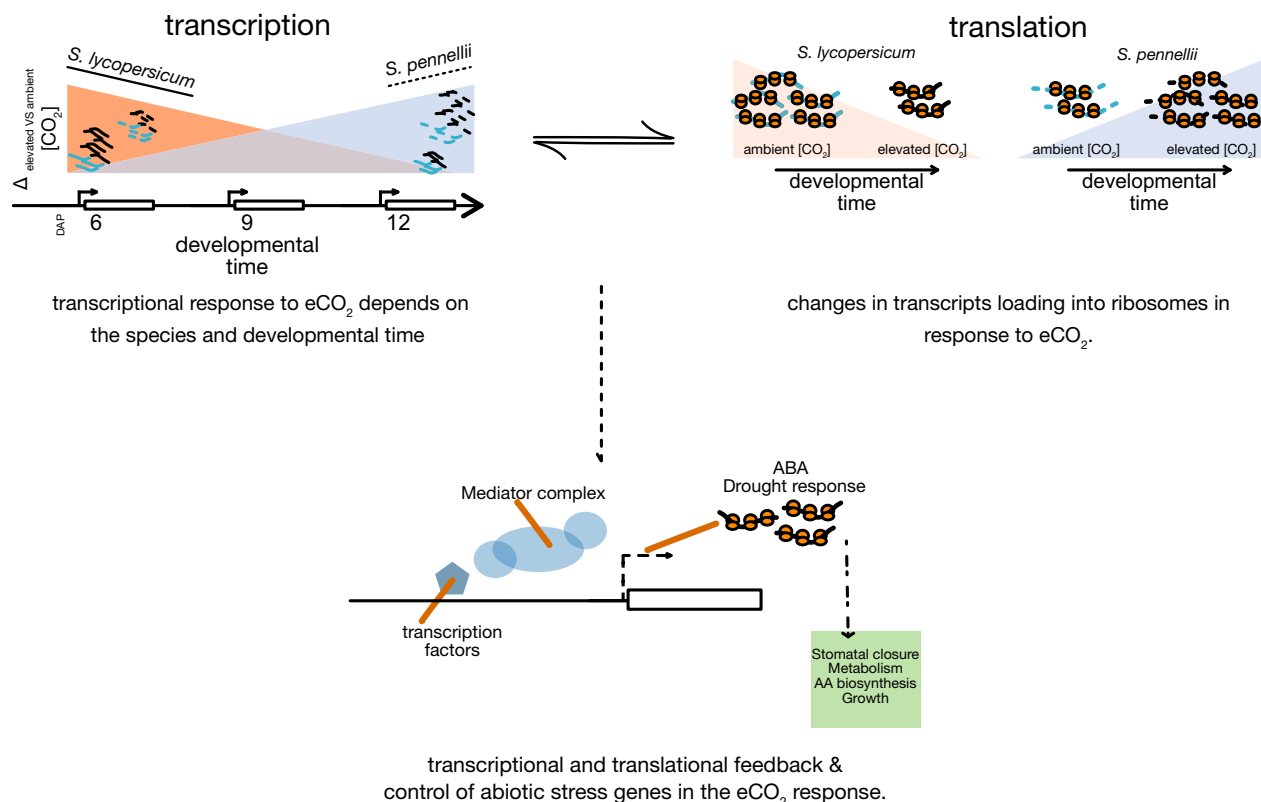 transcription
S. lycopersicum
S. pennellii
Δ elevated VS ambient
[CO2]
DAP
6
9
12
developmental
time
transcriptional response to eCO2 depends on
the species and developmental time
translation
S. lycopersicum
ambient [CO2]
elevated [CO2]
developmental
time
S. pennellii
ambient [CO2]
elevated [CO2]
developmental
time
changes in transcripts loading into ribosomes in
response to eCO2.
Mediator complex
transcription
factors
ABA
Drought response
Stomatal closure
Metabolism
AA biosynthesis
Growth
transcriptional and translational feedback &
control of abiotic stress genes in the eCO2 response.